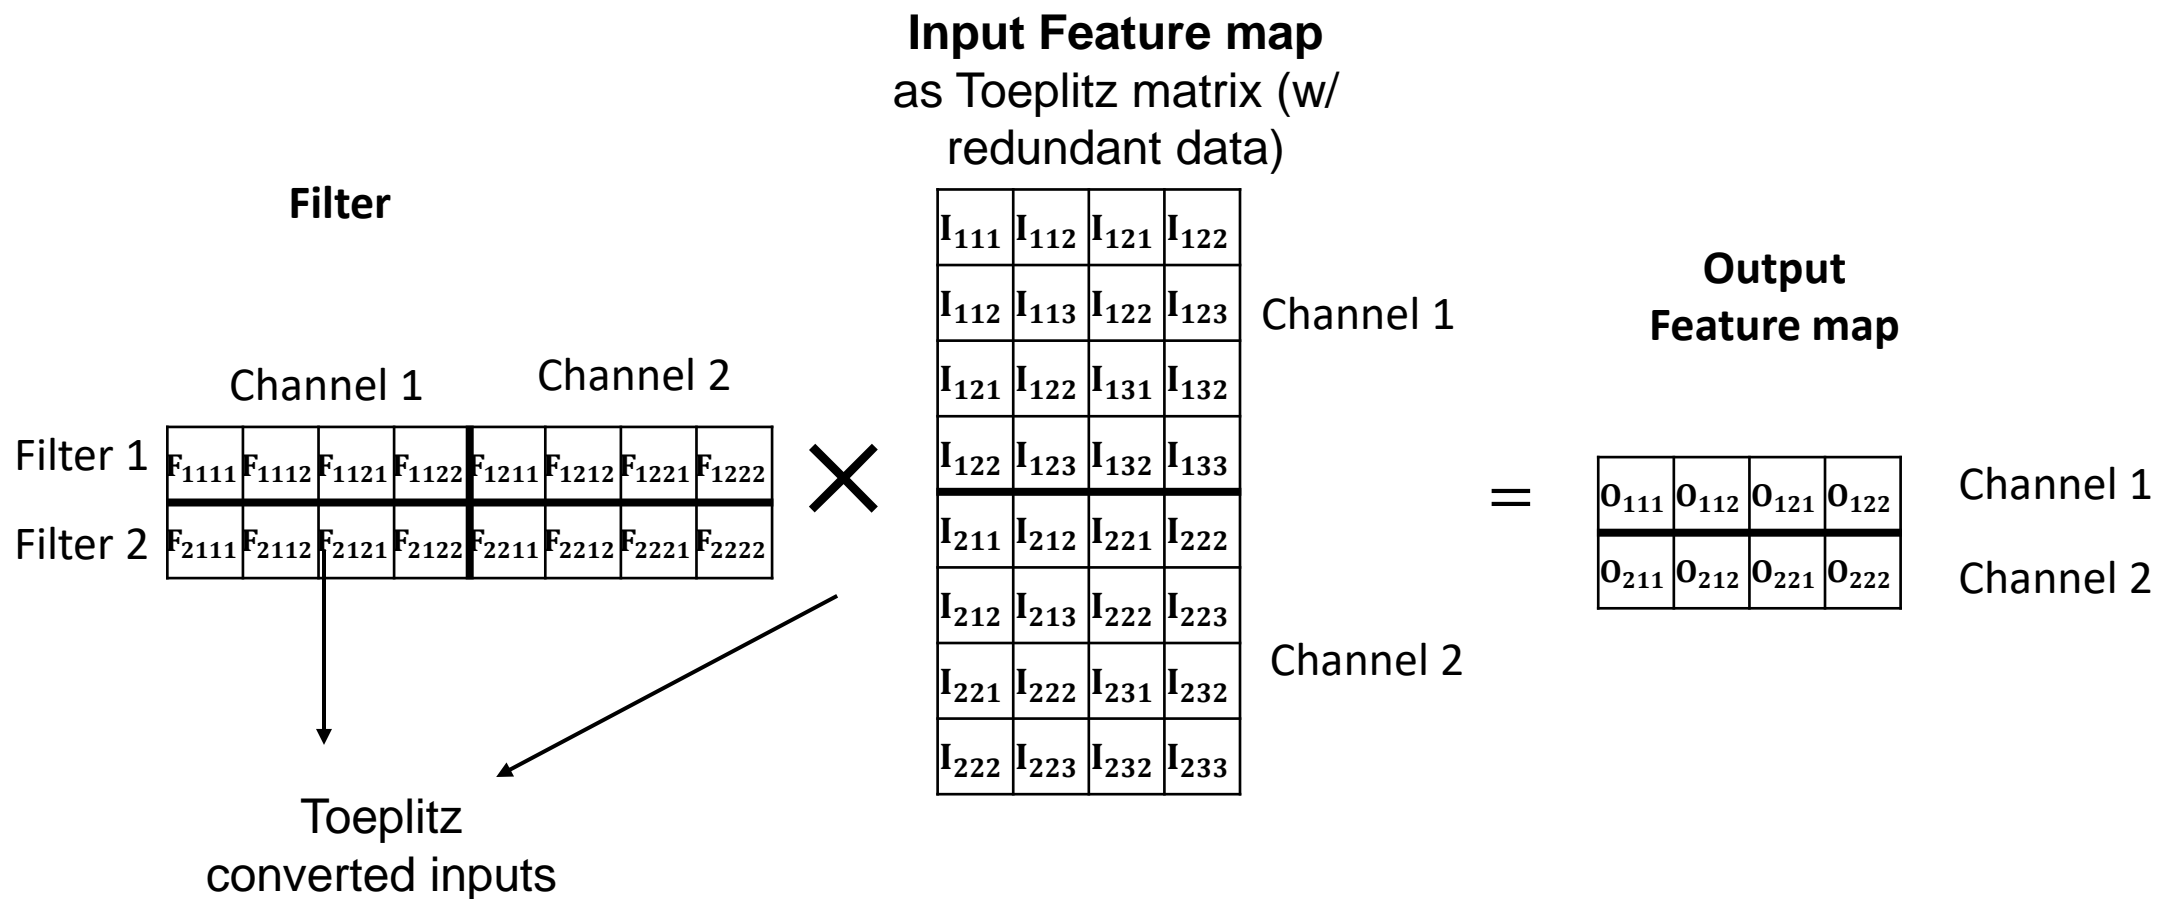 Input Feature map
as Toeplitz matrix (w/
redundant data)
Filter
Channel 1 Channel 2
Filter 1 F₁₁₁₁ F₁₁₁₂ F₁₁₂₁ F₁₁₂₂ F₁₂₁₁ F₁₂₁₂ F₁₂₂₁ F₁₂₂₂
Filter 2 F₂₁₁₁ F₂₁₁₂ F₂₁₂₁ F₂₁₂₂ F₂₂₁₁ F₂₂₁₂ F₂₂₂₁ F₂₂₂₂
×
I₁₁₁ I₁₁₂ I₁₂₁ I₁₂₂
I₁₁₂ I₁₁₃ I₁₂₂ I₁₂₃
Channel 1
I₁₂₁ I₁₂₂ I₁₃₁ I₁₃₂
I₁₂₂ I₁₂₃ I₁₃₂ I₁₃₃
I₂₁₁ I₂₁₂ I₂₂₁ I₂₂₂
I₂₁₂ I₂₁₃ I₂₂₂ I₂₂₃
Channel 2
I₂₂₁ I₂₂₂ I₂₃₁ I₂₃₂
I₂₂₂ I₂₂₃ I₂₃₂ I₂₃₃
=
Output
Feature map
O₁₁₁ O₁₁₂ O₁₂₁ O₁₂₂ Channel 1
O₂₁₁ O₂₁₂ O₂₂₁ O₂₂₂ Channel 2
Toeplitz
converted inputs